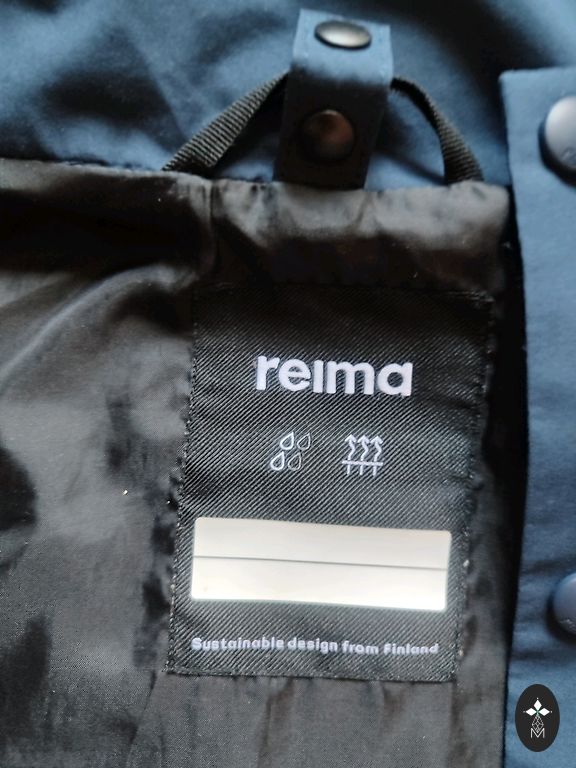 reima
Sustainable design from Finland
M